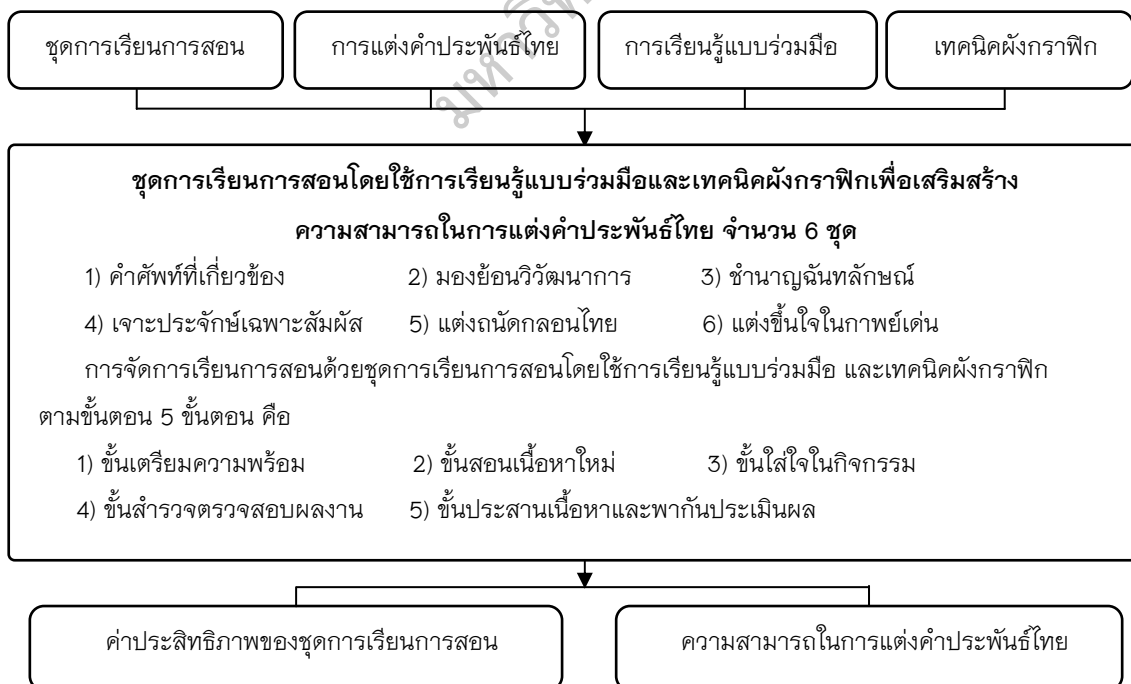 ชุดการเรียนการสอน การแต่งคำประพันธ์ไทย การเรียนรู้แบบร่วมมือ เทคนิคผังกราฟิก
ชุดการเรียนการสอนโดยใช้การเรียนรู้แบบร่วมมือและเทคนิคผังกราฟิกเพื่อเสริมสร้าง
ความสามารถในการแต่งคำประพันธ์ไทย จำนวน 6 ชุด
1) คำศัพท์ที่เกี่ยวข้อง 2) มองย้อนวิวัฒนาการ 3) ชำนาญฉันทลักษณ์
4) เจาะประจักษ์เฉพาะสัมผัส 5) แต่งถนัดกลอนไทย 6) แต่งขึ้นใจในกาพย์เด่น
การจัดการเรียนการสอนด้วยชุดการเรียนการสอนโดยใช้การเรียนรู้แบบร่วมมือ และเทคนิคผังกราฟิก
ตามขั้นตอน 5 ขั้นตอน คือ
1) ขั้นเตรียมความพร้อม 2) ขั้นสอนเนื้อหาใหม่ 3) ขั้นใส่ใจในกิจกรรม
4) ขั้นสำรวจตรวจสอบผลงาน 5) ขั้นประสานเนื้อหาและพากันประเมินผล
ค่าประสิทธิภาพของชุดการเรียนการสอน ความสามารถในการแต่งคำประพันธ์ไทย